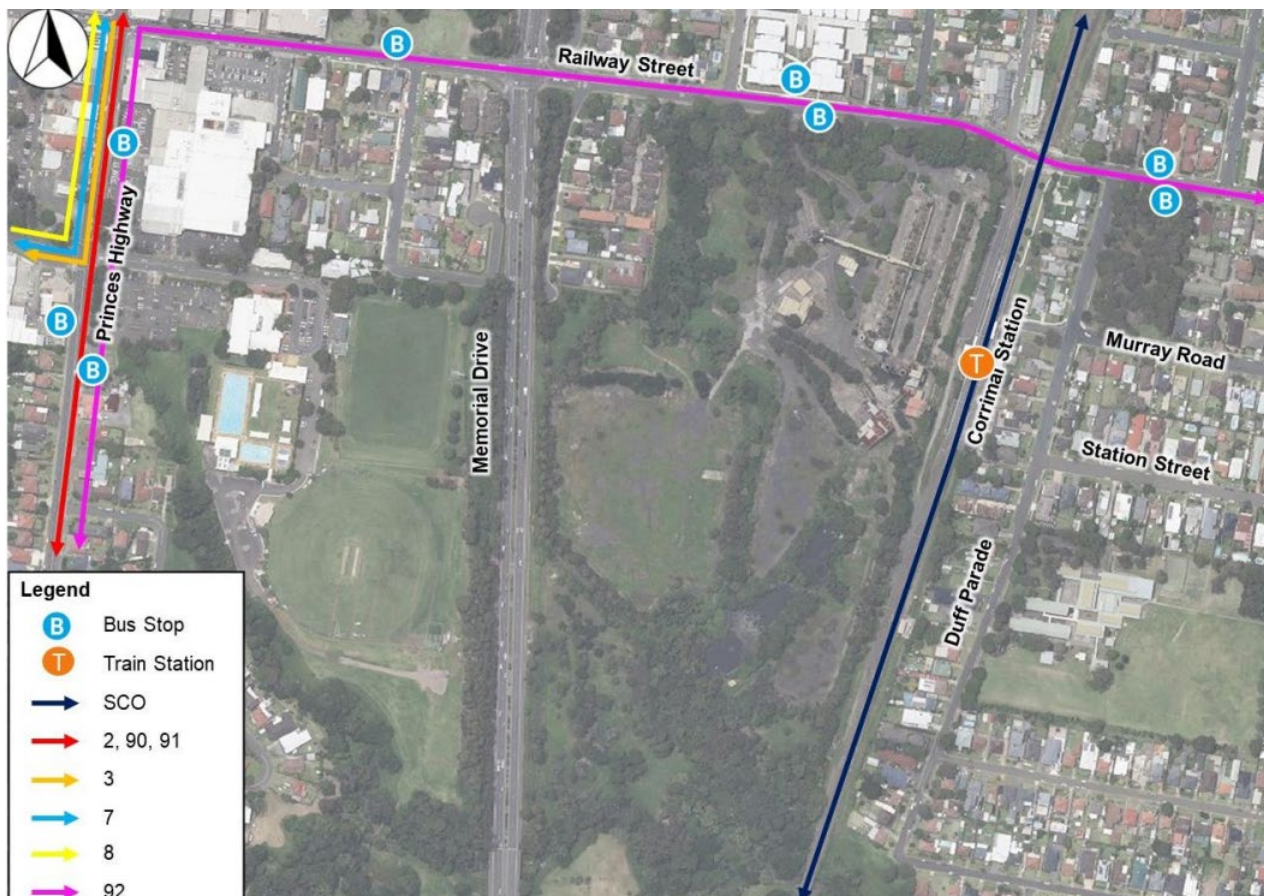 B
Railway Street
B
B
B
B
B
Princes Highway
B
B
Memorial Drive
T
Corrimal Station
Murray Road
Station Street
Duff Parade
Legend
B Bus Stop
T Train Station
SCO
2, 90, 91
3
7
8
92